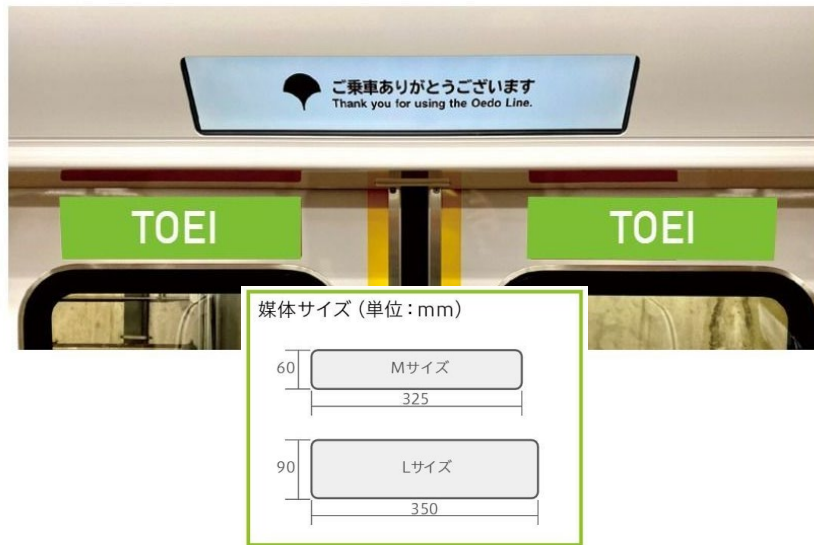 ご乗車ありがとうございます
Thank you for using the Oedo Line.
TOEI
TOEI
媒体サイズ（単位：mm）
60
Mサイズ
325
90
Lサイズ
350